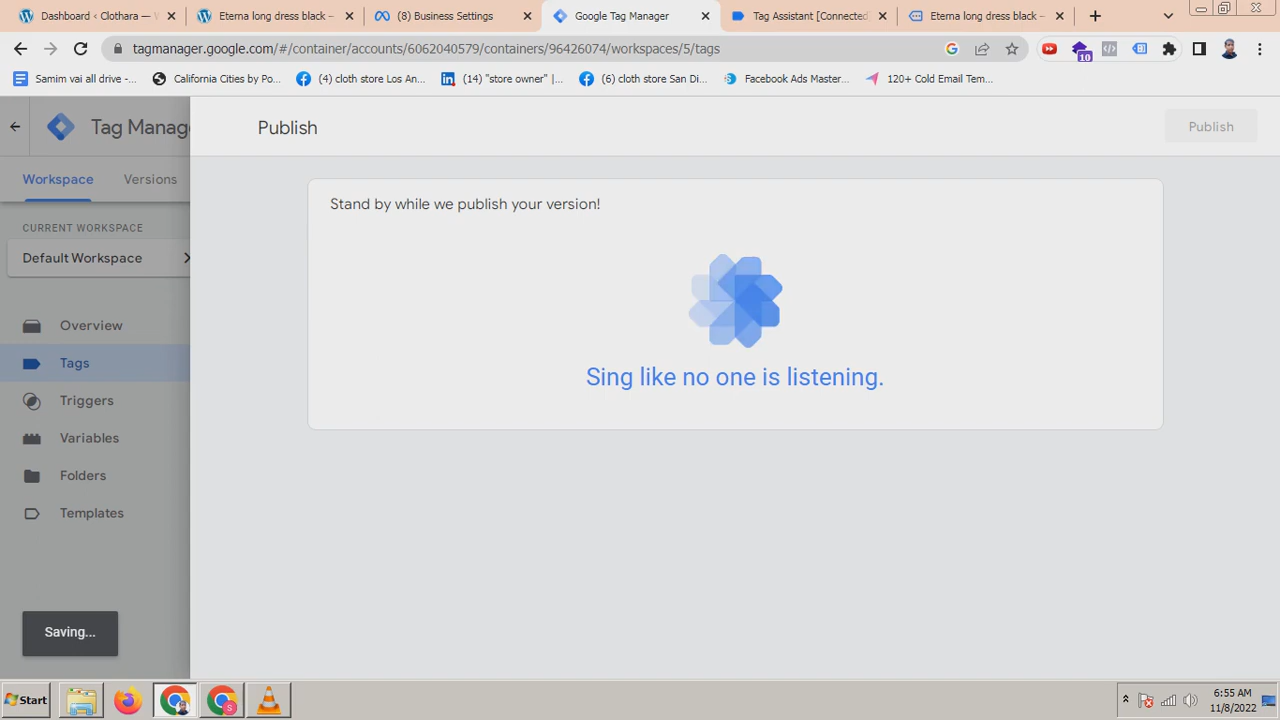 Dashboard ‹ Clothara — W
Eterna long dress black –
(8) Business Settings
Google Tag Manager
Tag Assistant [Connected]
Eterna long dress black –
tagmanager.google.com/#/container/accounts/6062040579/containers/96426074/workspaces/5/tags
10
Samim vai all drive -...
California Cities by Po...
(4) cloth store Los An...
(14) "store owner" |...
(6) cloth store San Di...
Facebook Ads Master...
120+ Cold Email Tem...
Tag Manag
Publish
Publish
Workspace
Versions
Stand by while we publish your version!
CURRENT WORKSPACE
Default Workspace
Sing like no one is listening.
Overview
Tags
Triggers
Variables
Folders
Templates
Saving...
Start
S
6:55 AM
11/8/2022